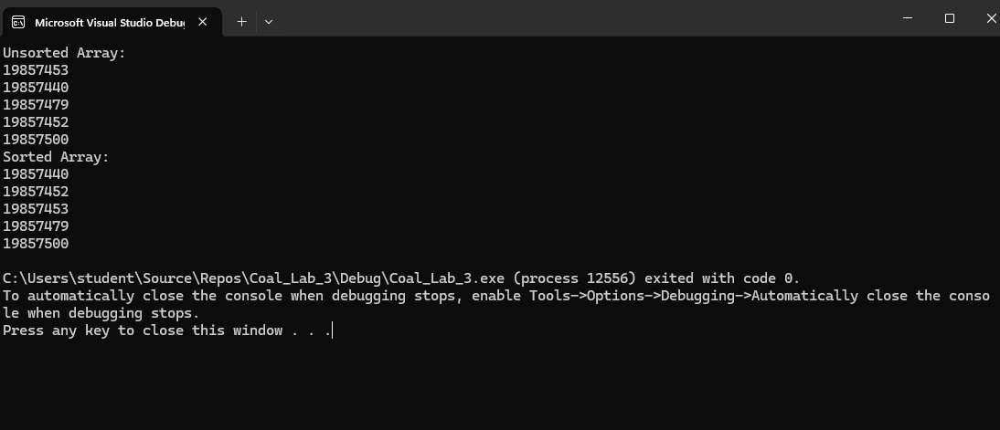 Microsoft Visual Studio Debug
Unsorted Array:
19857453
19857440
19857479
19857452
19857500
Sorted Array:
19857440
19857452
19857453
19857479
19857500
C:\Users\student\Source\Repos\Coal_Lab_3\Debug\Coal_Lab_3.exe (process 12556) exited with code 0.
To automatically close the console when debugging stops, enable Tools->Options->Debugging->Automatically close the conso
le when debugging stops.
Press any key to close this window . . .